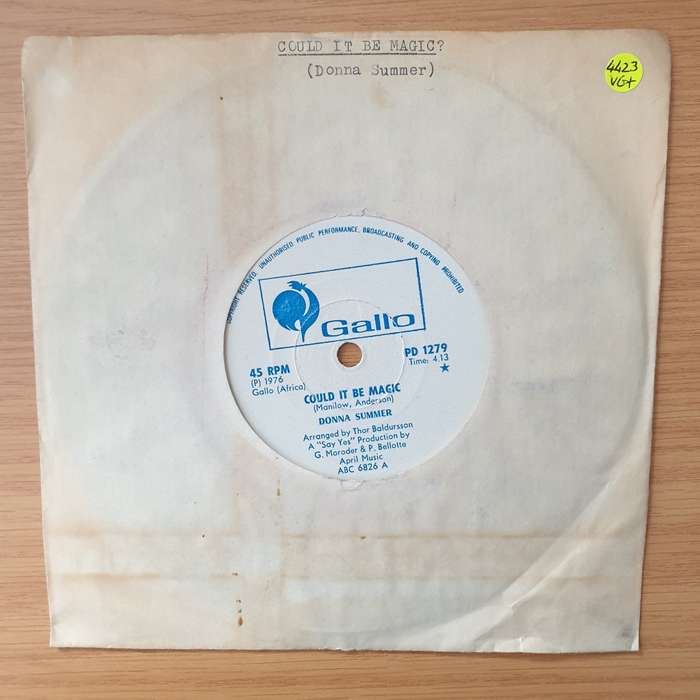 COULD IT BE MAGIC?
(Donna Summer)
4423
VG+
COPYRIGHT RESERVED. UNAUTHORISED PUBLIC PERFORMANCE, BROADCASTING AND COPYING PROHIBITED
Gallo
45 RPM
(P) 1976
Gallo (Africa)
PD 1279
Time: 4.13
★
COULD IT BE MAGIC
(Manilow, Anderson)
DONNA SUMMER
Arranged by Thor Baldursson
A "Say Yes" Production by
G. Moroder & P. Bellotte
April Music
ABC 6826 A